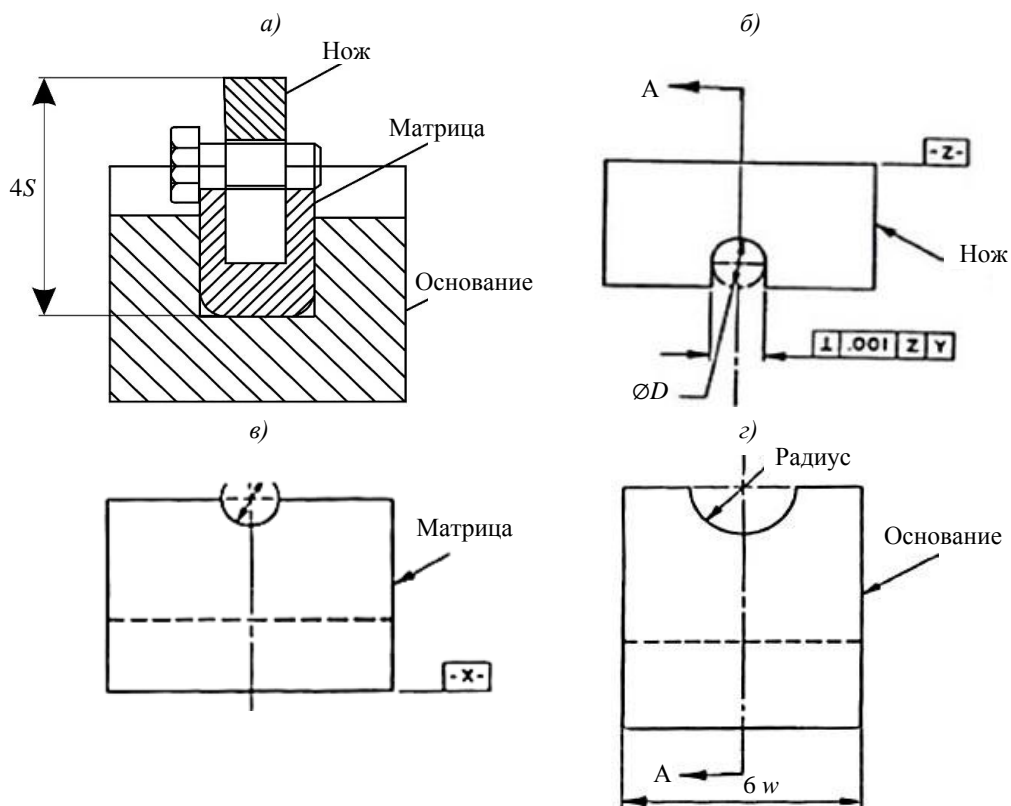 а)
Нож
Матрица
4S
Основание
б)
A
-Z-
Нож
⊥ .001 Z Y
∅D
в)
Матрица
-X-
г)
Радиус
Основание
A
6 w